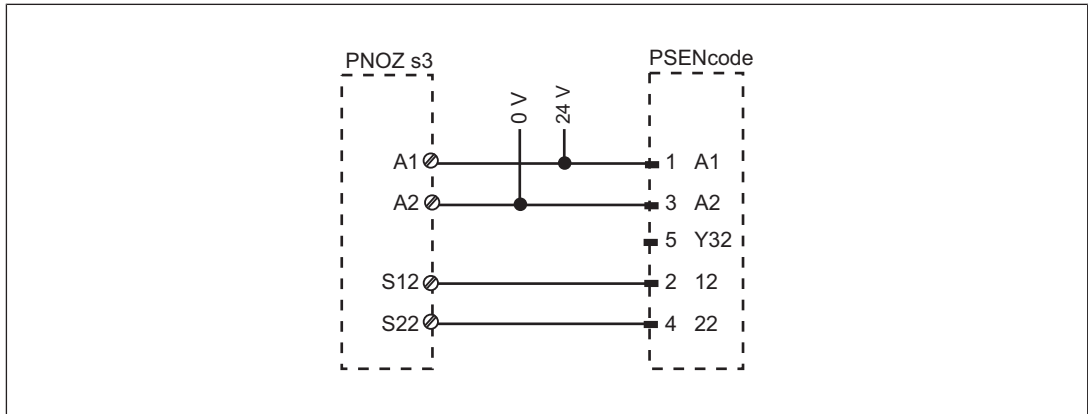 PNOZ s3
PSENcode
0 V
24 V
A1
1 A1
A2
3 A2
5 Y32
S12
2 12
S22
4 22